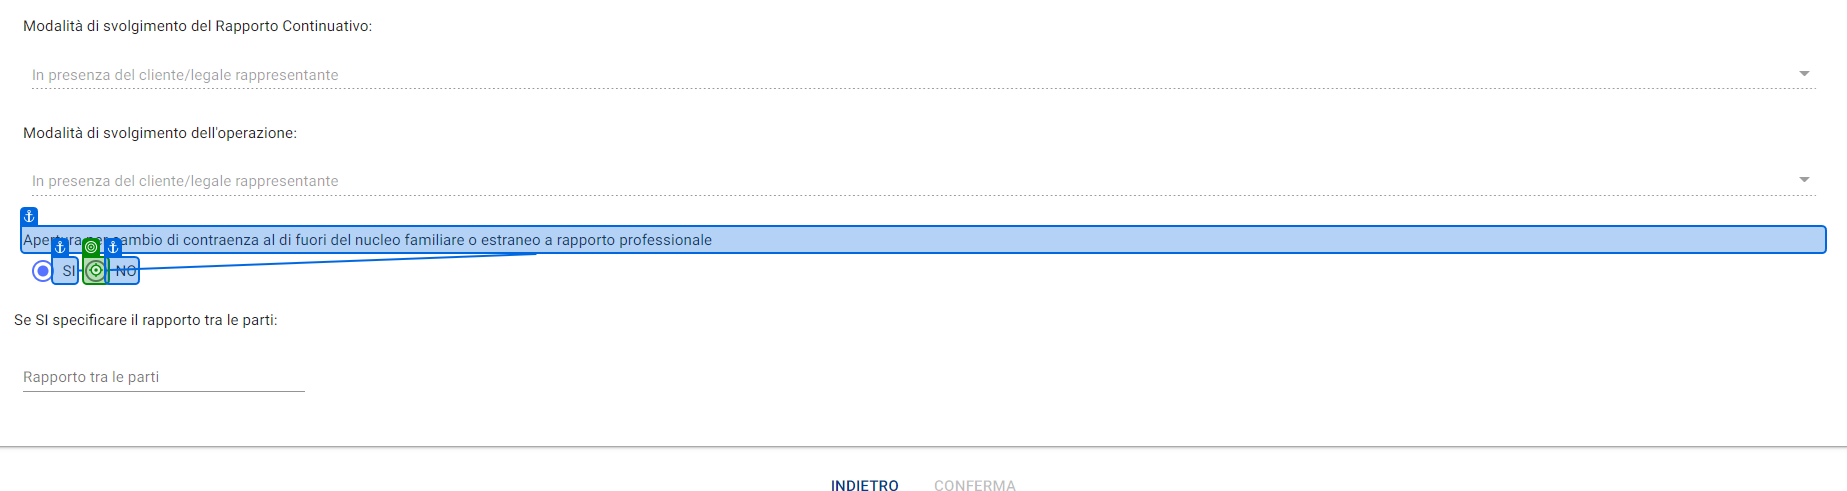 Modalità di svolgimento del Rapporto Continuativo:
In presenza del cliente/legale rappresentante
Modalità di svolgimento dell'operazione:
In presenza del cliente/legale rappresentante
Apertura per cambio di contraenza al di fuori del nucleo familiare o estraneo a rapporto professionale
SI NO
Se SI specificare il rapporto tra le parti:
Rapporto tra le parti
INDIETRO CONFERMA